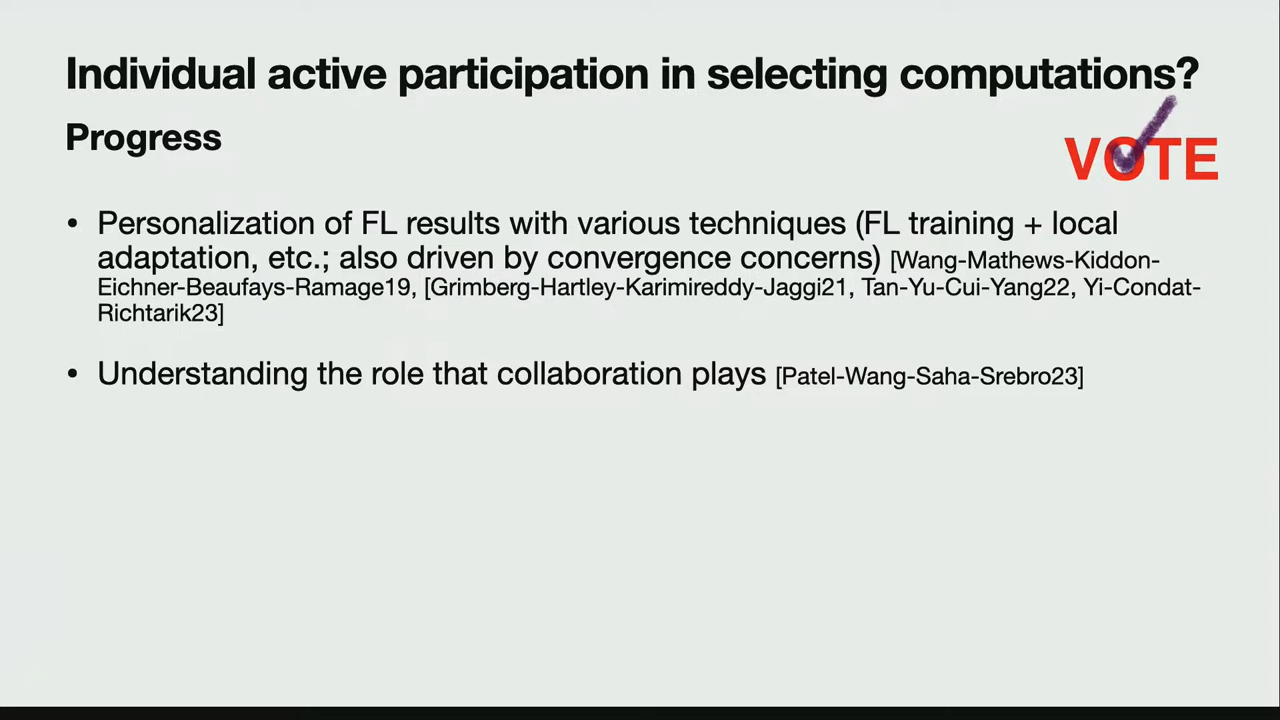 Individual active participation in selecting computations?
Progress
VOTE
• Personalization of FL results with various techniques (FL training + local
adaptation, etc.; also driven by convergence concerns) [Wang-Mathews-Kiddon-
Eichner-Beaufays-Ramage19, [Grimberg-Hartley-Karimireddy-Jaggi21, Tan-Yu-Cui-Yang22, Yi-Condat-
Richtarik23]
• Understanding the role that collaboration plays [Patel-Wang-Saha-Srebro23]